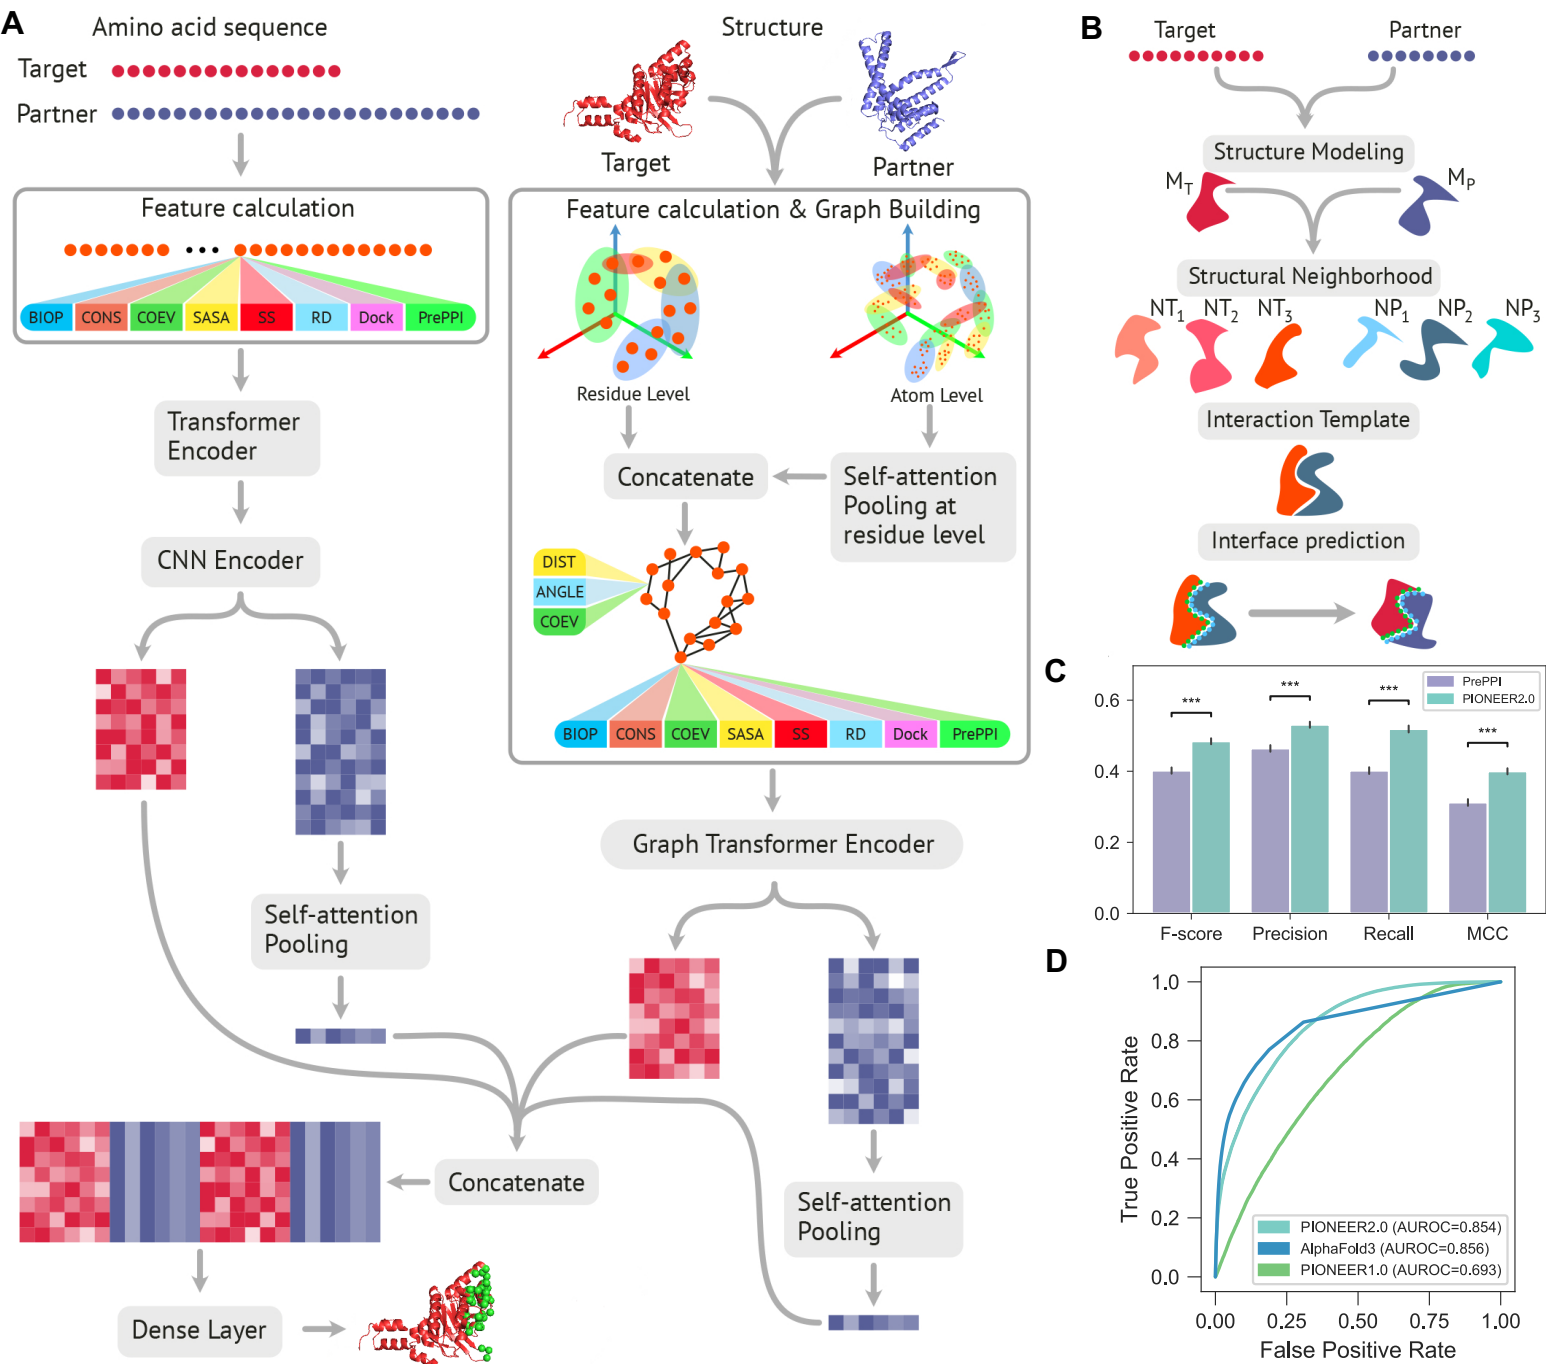 A
Amino acid sequence
Target
Partner
Feature calculation
BIOP CONS COEV SASA SS RD Dock PrePPI
Transformer
Encoder
CNN Encoder
Self-attention
Pooling
Structure
Target
Partner
Feature calculation & Graph Building
Residue Level
Atom Level
Concatenate
Self-attention
Pooling at
residue level
DIST
ANGLE
COEV
BIOP CONS COEV SASA SS RD Dock PrePPI
Graph Transformer Encoder
Self-attention
Pooling
Concatenate
Dense Layer
B
Target
Partner
Structure Modeling
MT
MP
Structural Neighborhood
NT1 NT2 NT3 NP1 NP2 NP3
Interaction Template
Interface prediction
C
PrePPI
PIONEER2.0
*** *** *** ***
0.6
0.4
0.2
0.0
F-score Precision Recall MCC
D
True Positive Rate
1.0
0.8
0.6
0.4
0.2
0.0
PIONEER2.0 (AUROC=0.854)
AlphaFold3 (AUROC=0.856)
PIONEER1.0 (AUROC=0.693)
0.00 0.25 0.50 0.75 1.00
False Positive Rate